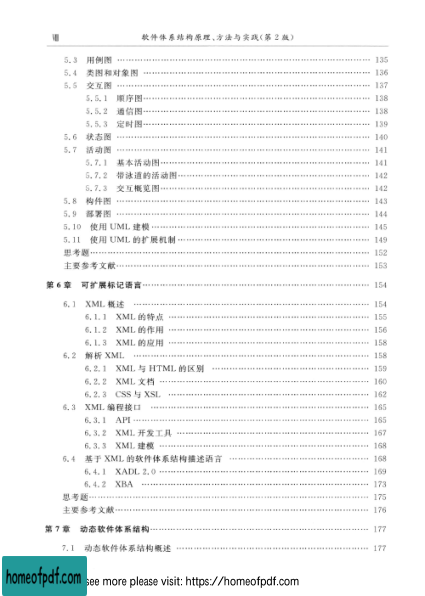 Ⅷ 软件体系结构原理、方法与实践(第2版)
5.3 用例图 …… 135
5.4 类图和对象图 …… 136
5.5 交互图 …… 137
5.5.1 顺序图 …… 138
5.5.2 通信图 …… 138
5.5.3 定时图 …… 139
5.6 状态图 …… 140
5.7 活动图 …… 141
5.7.1 基本活动图 …… 141
5.7.2 带泳道的活动图 …… 142
5.7.3 交互概览图 …… 142
5.8 构件图 …… 143
5.9 部署图 …… 144
5.10 使用UML建模 …… 145
5.11 使用UML的扩展机制 …… 149
思考题 …… 152
主要参考文献 …… 153
第6章 可扩展标记语言 …… 154
6.1 XML概述 …… 154
6.1.1 XML的特点 …… 155
6.1.2 XML的作用 …… 156
6.1.3 XML的应用 …… 158
6.2 解析XML …… 158
6.2.1 XML与HTML的区别 …… 159
6.2.2 XML文档 …… 160
6.2.3 CSS与XSL …… 162
6.3 XML编程接口 …… 165
6.3.1 API …… 165
6.3.2 XML开发工具 …… 167
6.3.3 XML建模 …… 168
6.4 基于XML的软件体系结构描述语言 …… 168
6.4.1 XADL 2.0 …… 169
6.4.2 XBA …… 173
思考题 …… 175
主要参考文献 …… 176
第7章 动态软件体系结构 …… 177
7.1 动态软件体系结构概述 …… 177
homeofpdf.com
see more please visit: https://homeofpdf.com